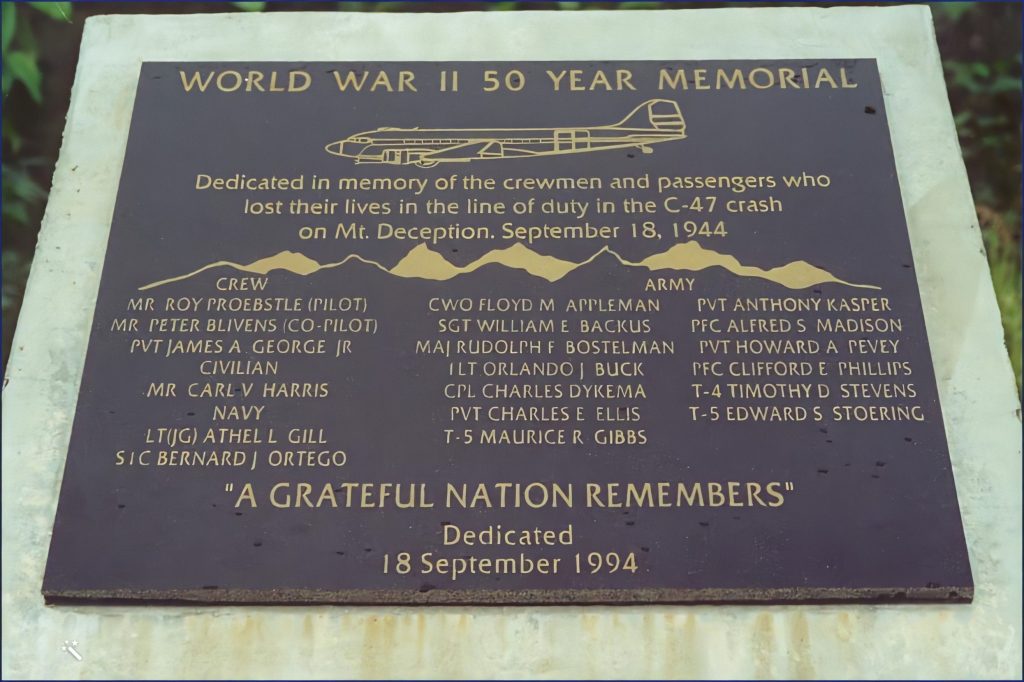 WORLD WAR II 50 YEAR MEMORIAL
Dedicated in memory of the crewmen and passengers who
lost their lives in the line of duty in the C-47 crash
on Mt. Deception. September 18, 1944
CREW
MR ROY PROEBSTLE (PILOT)
MR PETER BLIVENS (CO-PILOT)
PVT JAMES A GEORGE JR
CIVILIAN
MR CARL V HARRIS
NAVY
LT(JG) ATHEL L GILL
S1C BERNARD J ORTEGO
ARMY
CWO FLOYD M APPLEMAN
SGT WILLIAM E BACKUS
MAJ RUDOLPH F BOSTELMAN
1LT ORLANDO J BUCK
CPL CHARLES DYKEMA
PVT CHARLES E ELLIS
T-5 MAURICE R GIBBS
PVT ANTHONY KASPER
PFC ALFRED S MADISON
PVT HOWARD A PEVEY
PFC CLIFFORD E PHILLIPS
T-4 TIMOTHY D STEVENS
T-5 EDWARD S STOERING
"A GRATEFUL NATION REMEMBERS"
Dedicated
18 September 1994